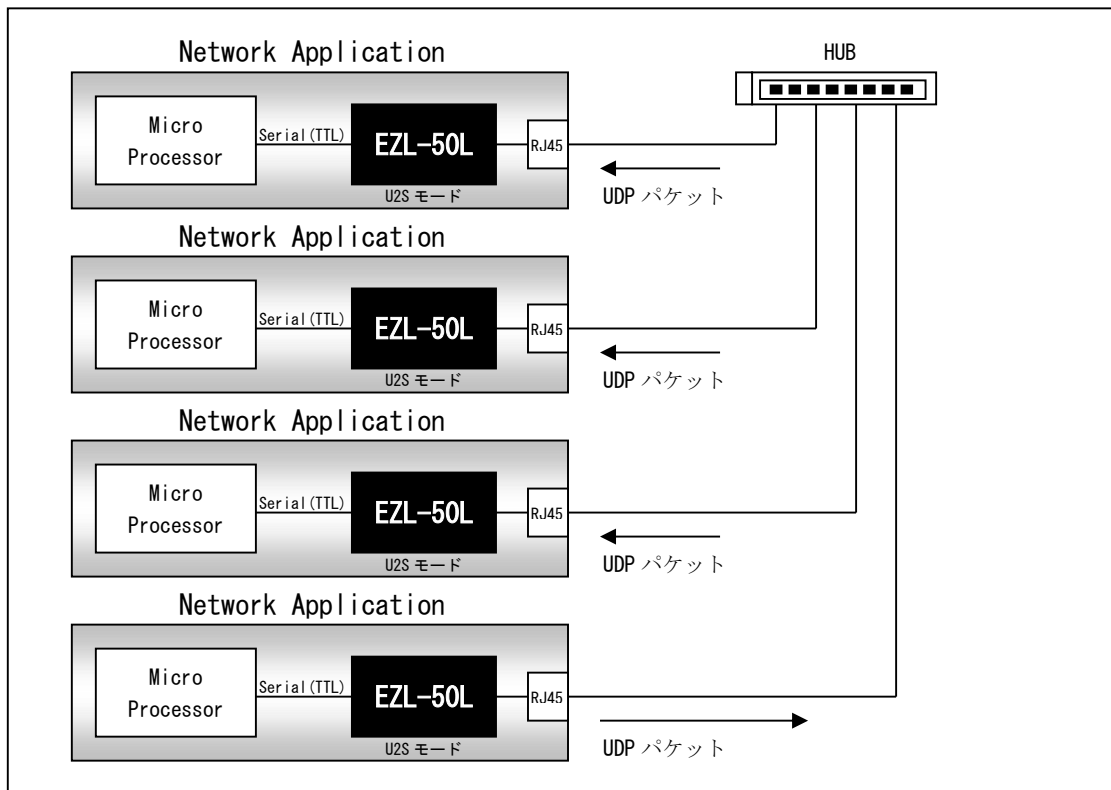 Network Application
HUB
Micro
Processor
Serial(TTL)
EZL-50L
RJ45
U2S モード
UDP パケット
Network Application
Micro
Processor
Serial(TTL)
EZL-50L
RJ45
U2S モード
UDP パケット
Network Application
Micro
Processor
Serial(TTL)
EZL-50L
RJ45
U2S モード
UDP パケット
Network Application
Micro
Processor
Serial(TTL)
EZL-50L
RJ45
U2S モード
UDP パケット